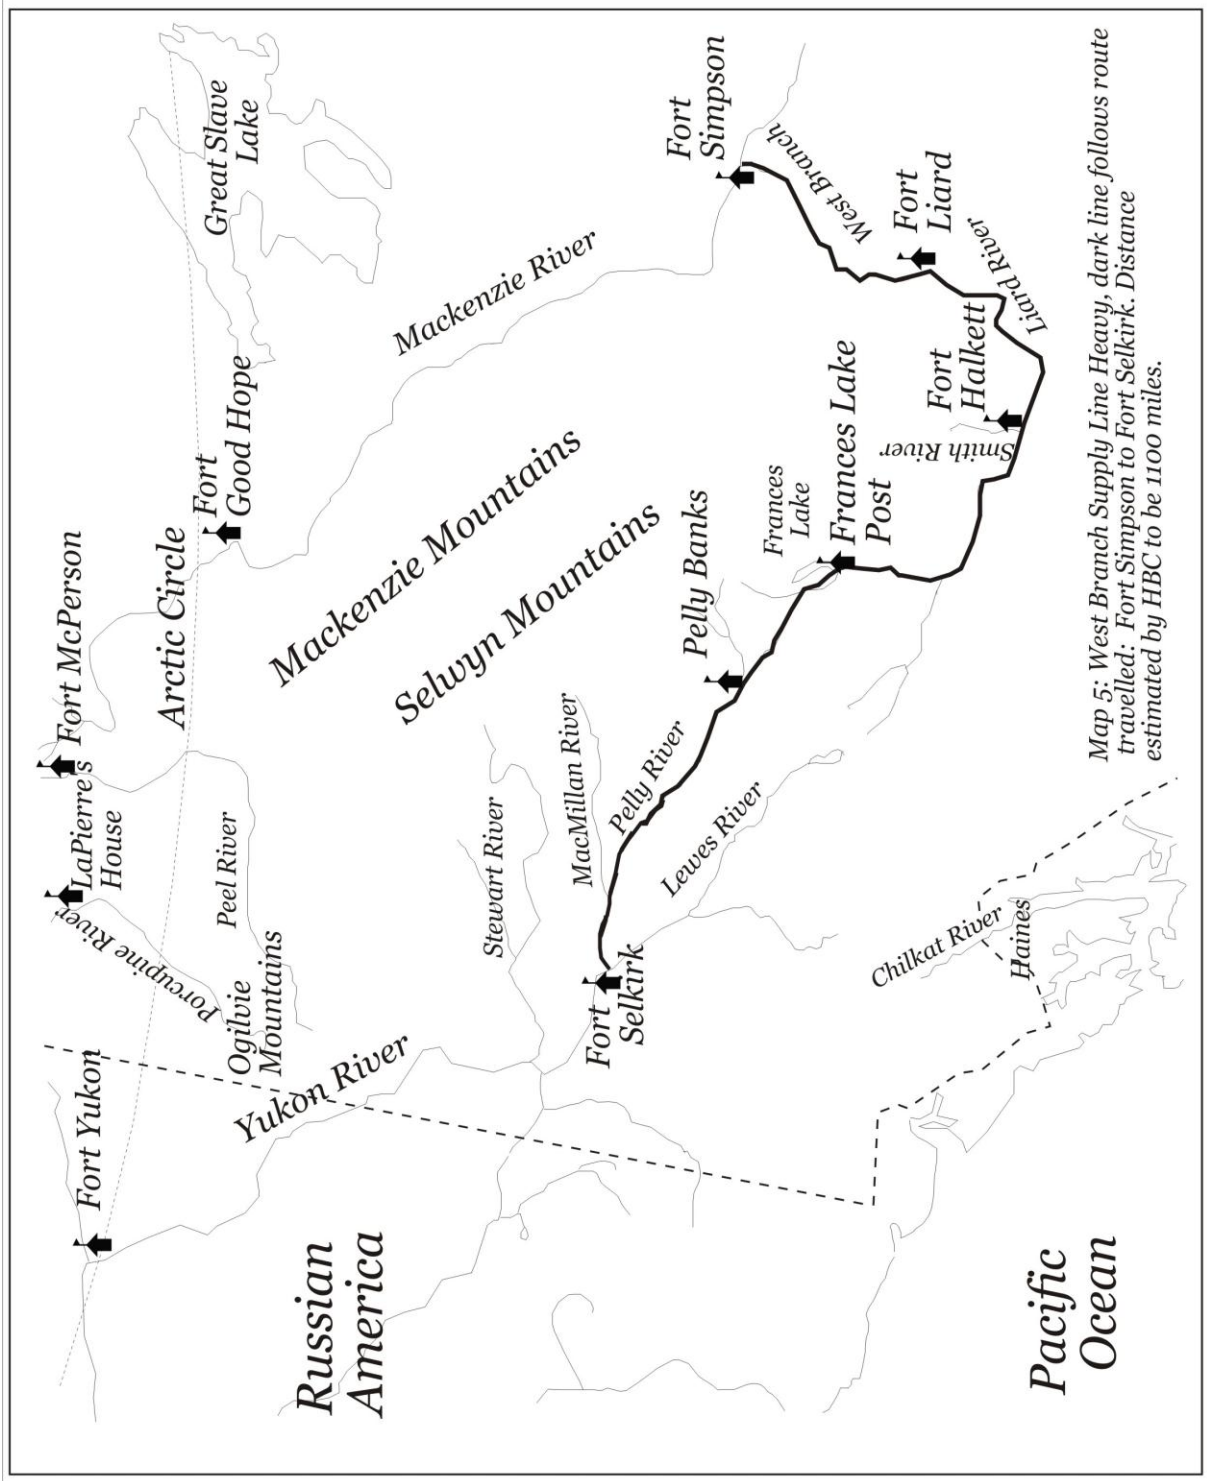 Fort Yukon
LaPierre's
House
Fort McPerson
Porcupine River
Arctic Circle
Fort
Good Hope
Great Slave
Lake
Peel River
Ogilvie
Mountains
Yukon River
Russian
America
Mackenzie Mountains
Mackenzie River
Selwyn Mountains
Stewart River
MacMillan River
Fort
Selkirk
Pelly River
Pelly Banks
Fort
Simpson
Lewes River
Frances
Lake
Frances Lake
Post
West Branch
Fort
Liard
Smith River
Fort
Halkett
Liard River
Chilkat River
Haines
Pacific
Ocean
Map 5: West Branch Supply Line Heavy, dark line follows route
travelled: Fort Simpson to Fort Selkirk. Distance
estimated by HBC to be 1100 miles.